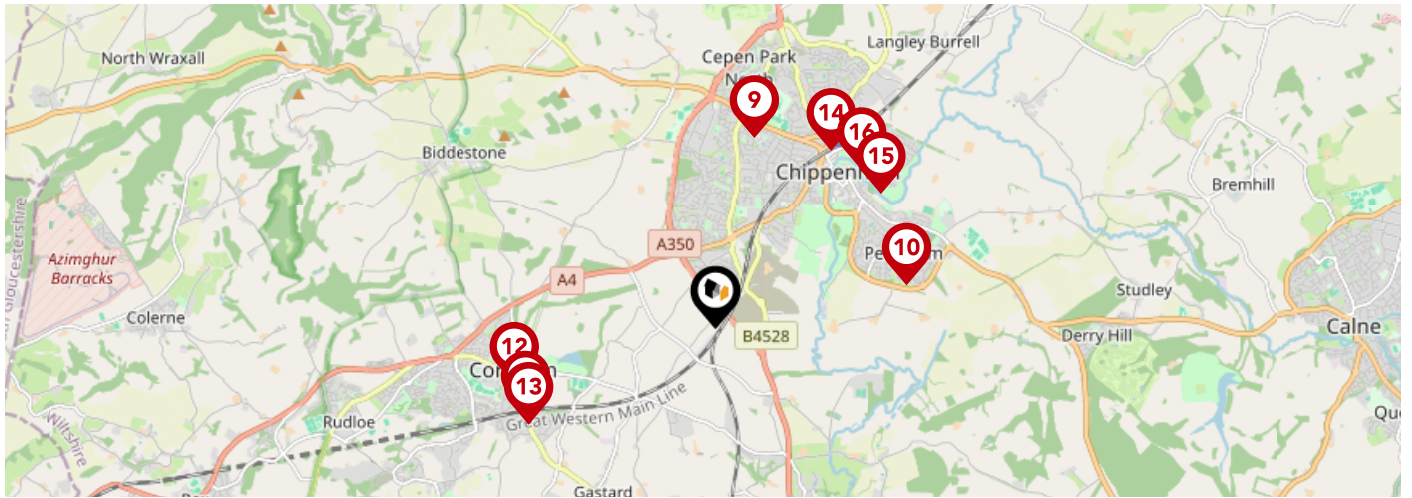 North Wraxall
Langley Burrell
Cepen Park
North
9
14
16
15
Biddestone
Chippenh
Bremhill
Gloucestershire
Azimghur
Barracks
A350
10
A4
Studley
Colerne
B4528
Derry Hill
Calne
12
13
Great Western Main Line
Rudloe
Wiltshire
Gastard